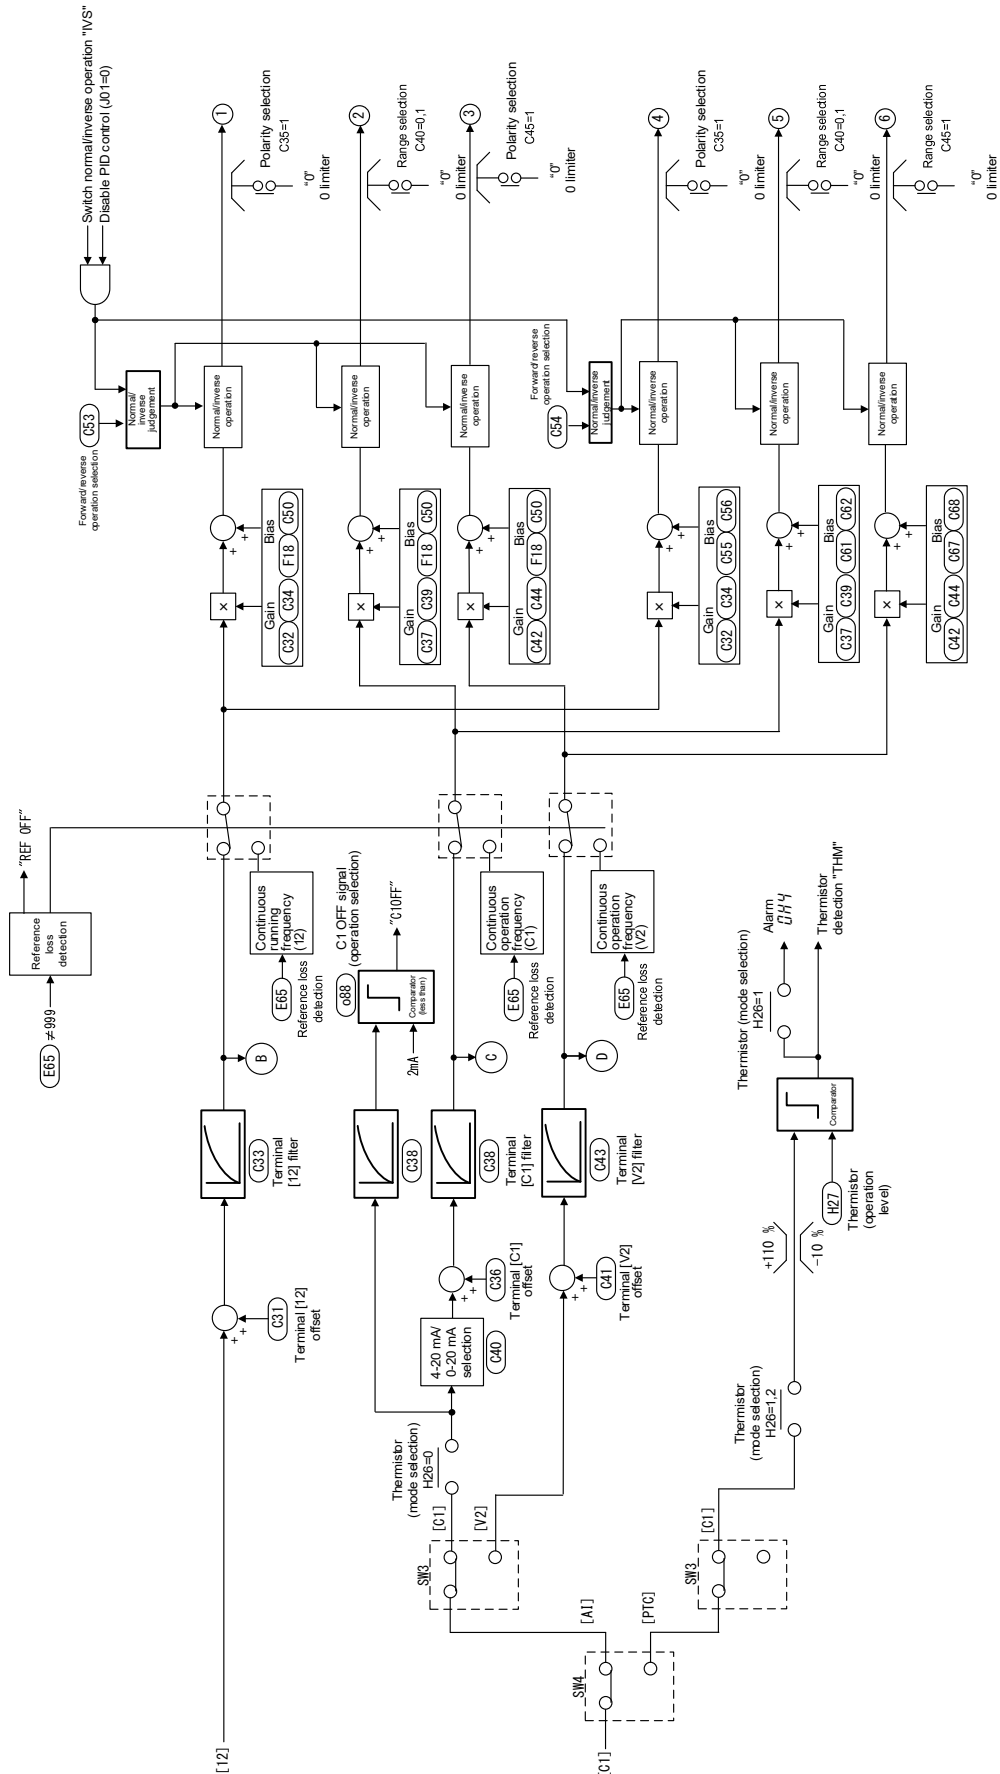 Switch normal/inverse operation "IVS"
Disable PID control (J01=0)
1
Polarity selection
C35=1
"0"
0 limiter
2
Range selection
C40=0,1
"0"
0 limiter
3
Polarity selection
C45=1
"0"
0 limiter
4
Polarity selection
C35=1
"0"
0 limiter
5
Range selection
C40=0,1
"0"
0 limiter
6
Range selection
C45=1
"0"
0 limiter
Forward/reverse
operation selection
C53
Normal/
inverse
judgement
Normal/inverse
operation
Normal/inverse
operation
Normal/inverse
operation
Forward/reverse
operation selection
C54
Normal/inverse
judgement
Normal/inverse
operation
Normal/inverse
operation
Normal/inverse
operation
+
+
×
Gain
Bias
C32
C34
F18
C50
+
+
×
Gain
Bias
C37
C39
F18
C50
+
+
×
Gain
Bias
C42
C44
F18
C50
+
+
×
Gain
Bias
C32
C34
C55
C56
+
+
×
Gain
Bias
C37
C39
C61
C62
+
+
×
Gain
Bias
C42
C44
C67
C68
"REF OFF"
Reference
loss
detection
E65
≠999
Continuous
running
frequency
(12)
E65
Reference loss
detection
C1 OFF signal
(operation selection)
o88
"C1OFF"
Comparator
(less than)
2mA
Continuous
operation
frequency
(C1)
E65
Reference loss
detection
Continuous
operation
frequency
(V2)
E65
Reference loss
detection
B
C
D
C33
Terminal
[12] filter
C38
C38
Terminal
[C1] filter
C43
Terminal
[V2] filter
Thermistor (mode selection)
H26=1
Alarm
0H4
Thermistor
detection "THM"
Comparator
H27
Thermistor
(operation
level)
+110 %
-10 %
+
+
C31
Terminal [12]
offset
4-20 mA/
0-20 mA
selection
C40
+
+
C36
Terminal [C1]
offset
+
+
C41
Terminal [V2]
offset
Thermistor
(mode selection)
H26=0
Thermistor
(mode selection)
H26=1,2
[C1]
[V2]
SW3
[C1]
SW3
[AI]
[PTC]
SW4
[12]
[C1]